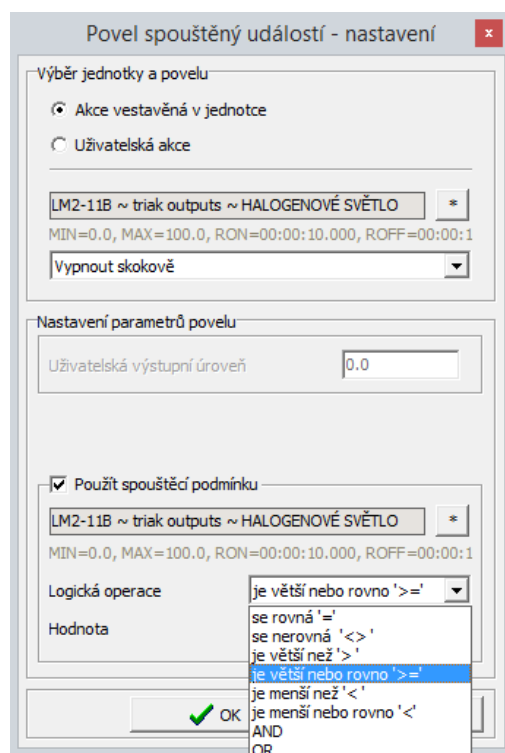 Povel spouštěný událostí - nastavení
x
Výběr jednotky a povelu
Akce vestavěná v jednotce
Uživatelská akce
LM2-11B ~ triak outputs ~ HALOGENOVÉ SVĚTLO *
MIN=0.0, MAX=100.0, RON=00:00:10.000, ROFF=00:00:1
Vypnout skokově
Nastavení parametrů povelu
Uživatelská výstupní úroveň 0.0
Použít spouštěcí podmínku
LM2-11B ~ triak outputs ~ HALOGENOVÉ SVĚTLO *
MIN=0.0, MAX=100.0, RON=00:00:10.000, ROFF=00:00:1
Logická operace je větší nebo rovno '>='
Hodnota
se rovná '='
se nerovná '<>'
je větší než '>'
je větší nebo rovno '>='
je menší než '<'
je menší nebo rovno '<'
AND
OR
OK